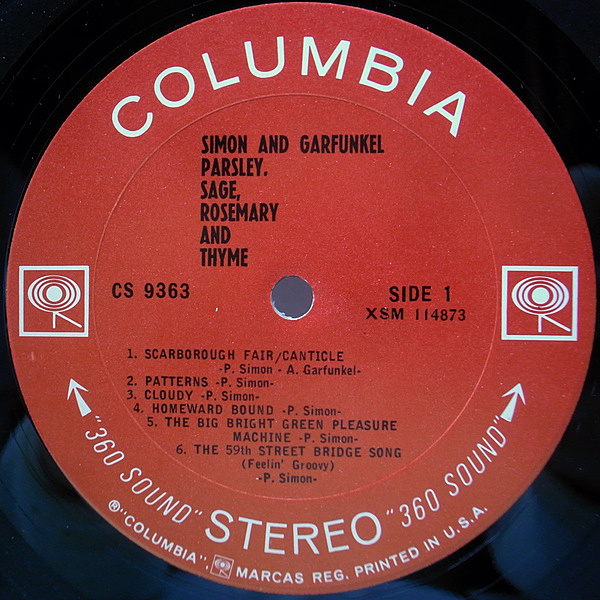 COLUMBIA
SIMON AND GARFUNKEL
PARSLEY.
SAGE,
ROSEMARY
AND
THYME
CS 9363
SIDE 1
XSM 114873
1. SCARBOROUGH FAIR/CANTICLE
-P. Simon - A. Garfunkel-
2. PATTERNS -P. Simon-
3. CLOUDY -P. Simon-
4. HOMEWARD BOUND -P. Simon-
5. THE BIG BRIGHT GREEN PLEASURE
MACHINE -P. Simon-
6. THE 59th STREET BRIDGE SONG
(Feelin' Groovy)
-P. Simon-
"360 SOUND" STEREO "360 SOUND"
®"COLUMBIA", MARCAS REG. PRINTED IN U.S.A.